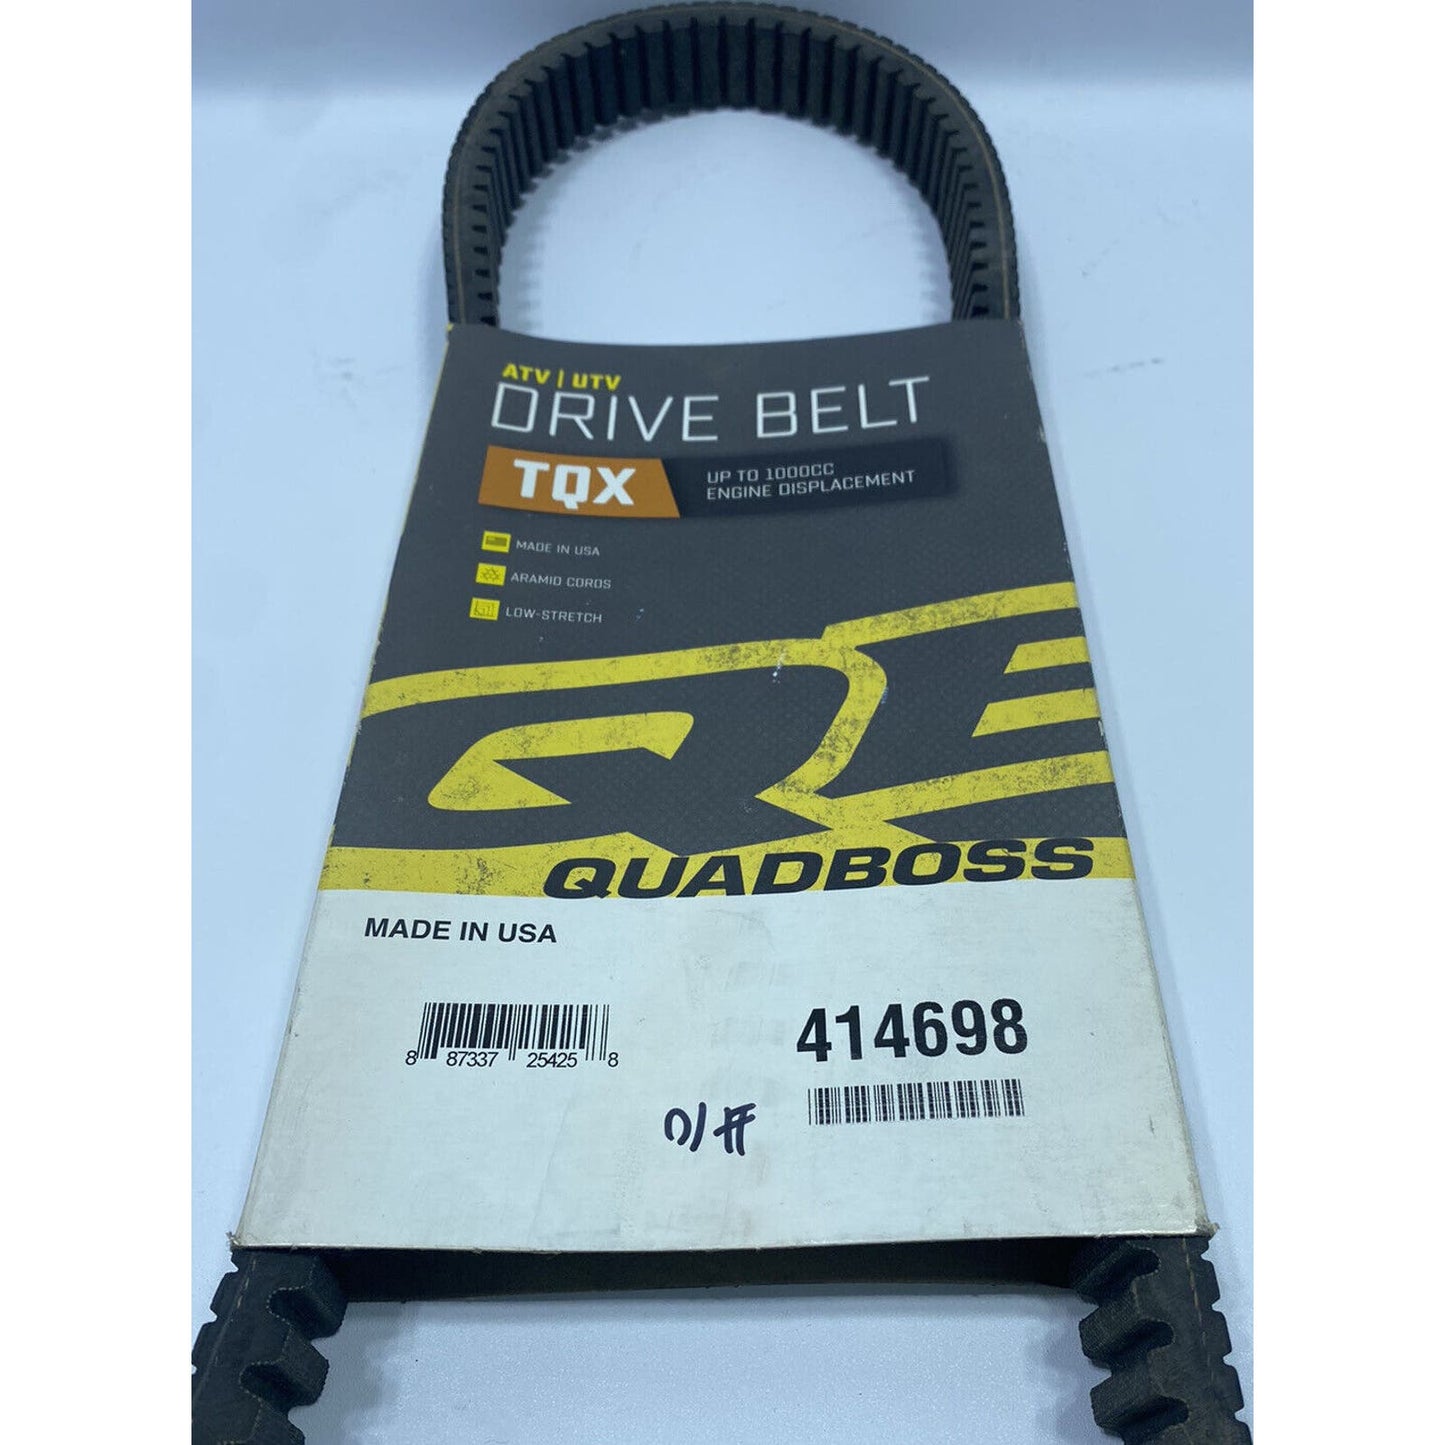 ATV | UTV
DRIVE BELT
TQX
UP TO 1000CC
ENGINE DISPLACEMENT
MADE IN USA
ARAMID CORDS
LOW-STRETCH
QUADBOSS
MADE IN USA
414698
8 87337 25425 8